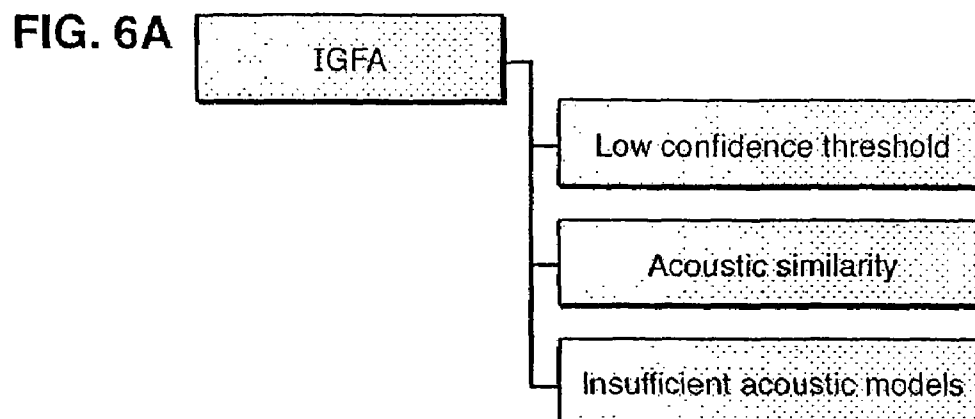 FIG. 6A
IGFA
Low confidence threshold
Acoustic similarity
Insufficient acoustic models